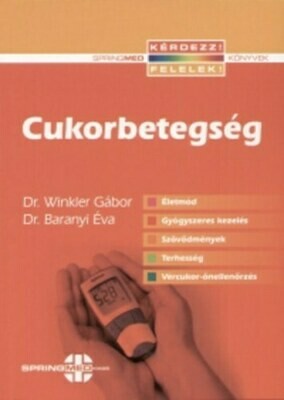 KÉRDEZZ!
SPRINGMED KÖNYVEK
FELELEK!
Cukorbetegség
Dr. Winkler Gábor
Dr. Baranyi Éva
Életmód
Gyógyszeres kezelés
Szövődmények
Terhesség
Vércukor-önellenőrzés
528
SPRINGMED